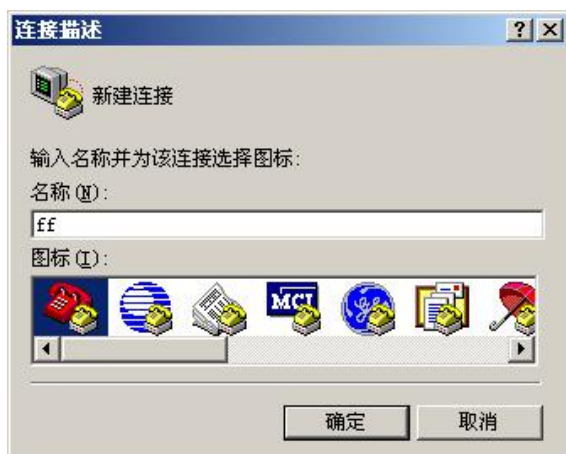 连接描述
新建连接
输入名称并为该连接选择图标:
名称(N):
ff
图标(I):
MCI
确定
取消